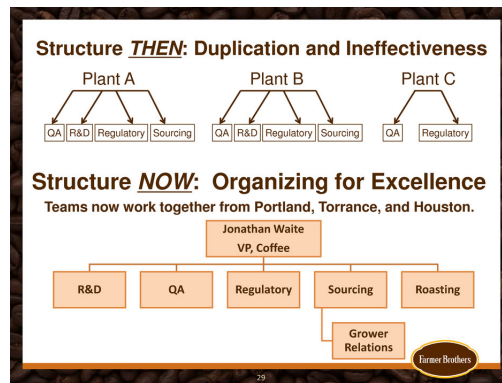 Structure THEN: Duplication and Ineffectiveness
Plant A Plant B Plant C
QA R&D Regulatory Sourcing QA R&D Regulatory Sourcing QA Regulatory
Structure NOW: Organizing for Excellence
Teams now work together from Portland, Torrance, and Houston.
Jonathan Waite
VP, Coffee
R&D QA Regulatory Sourcing Roasting
Grower
Relations
Farmer Brothers
29